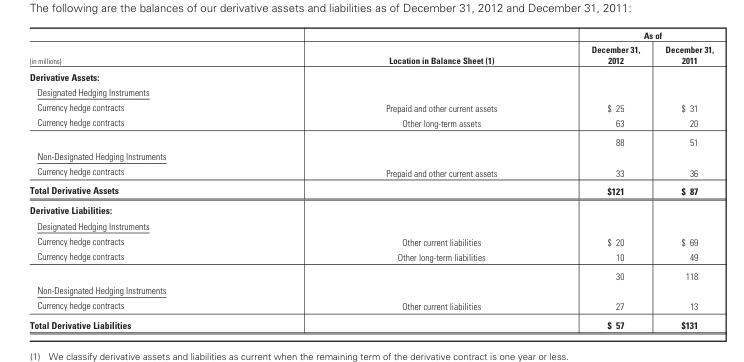 The following are the balances of our derivative assets and liabilities as of December 31, 2012 and December 31, 2011:
As of
(in millions) Location in Balance Sheet (1) December 31, 2012 December 31, 2011
Derivative Assets:
Designated Hedging Instruments
Currency hedge contracts Prepaid and other current assets $ 25 $ 31
Currency hedge contracts Other long-term assets 63 20
88 51
Non-Designated Hedging Instruments
Currency hedge contracts Prepaid and other current assets 33 36
Total Derivative Assets $121 $ 87
Derivative Liabilities:
Designated Hedging Instruments
Currency hedge contracts Other current liabilities $ 20 $ 69
Currency hedge contracts Other long-term liabilities 10 49
30 118
Non-Designated Hedging Instruments
Currency hedge contracts Other current liabilities 27 13
Total Derivative Liabilities $ 57 $131
(1) We classify derivative assets and liabilities as current when the remaining term of the derivative contract is one year or less.